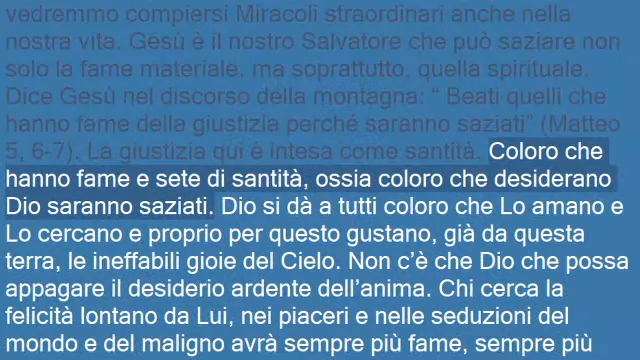 vedremmo compiersi Miracoli straordinari anche nella
nostra vita. Gesù è il nostro Salvatore che può saziare non
solo la fame materiale, ma soprattutto, quella spirituale.
Dice Gesù nel discorso della montagna: “ Beati quelli che
hanno fame della giustizia perché saranno saziati” (Matteo
5, 6-7). La giustizia qui è intesa come santità. Coloro che
hanno fame e sete di santità, ossia coloro che desiderano
Dio saranno saziati. Dio si dà a tutti coloro che Lo amano e
Lo cercano e proprio per questo gustano, già da questa
terra, le ineffabili gioie del Cielo. Non c’è che Dio che possa
appagare il desiderio ardente dell’anima. Chi cerca la
felicità lontano da Lui, nei piaceri e nelle seduzioni del
mondo e del maligno avrà sempre più fame, sempre più